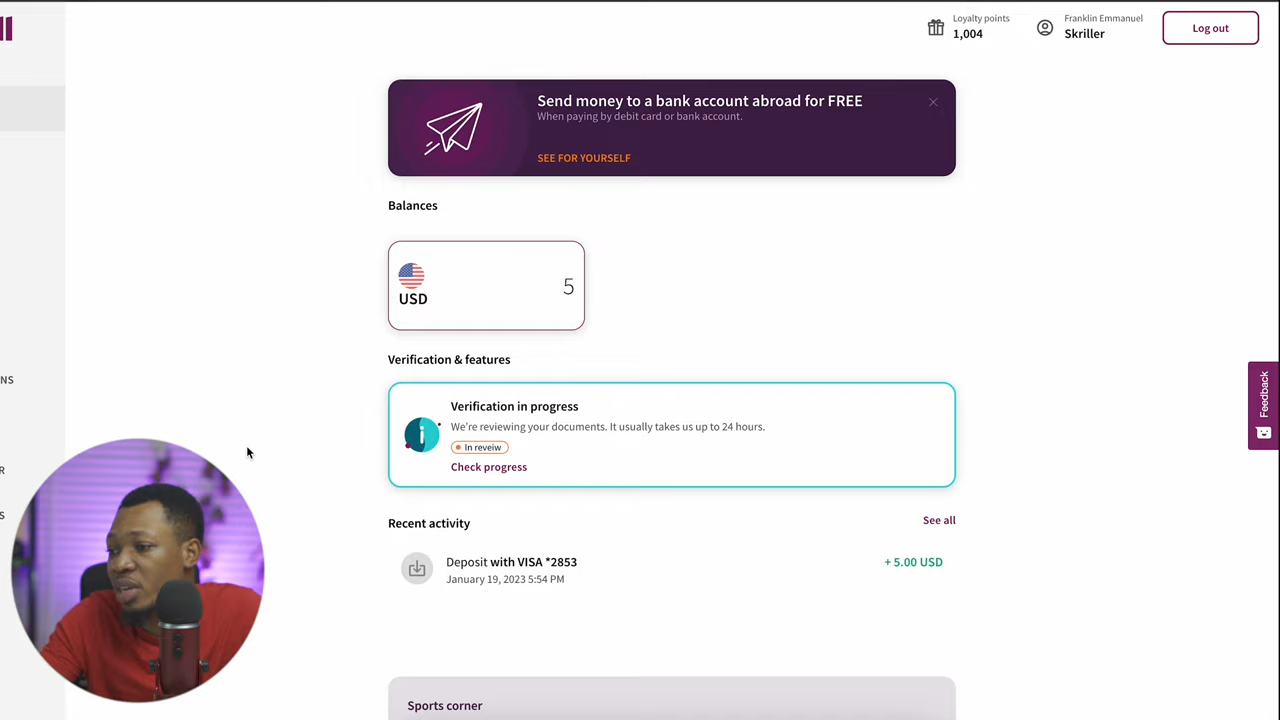 ll
Loyalty points
1,004
Franklin Emmanuel
Skriller
Log out
Send money to a bank account abroad for FREE
When paying by debit card or bank account.
SEE FOR YOURSELF
Balances
USD
5
Verification & features
Verification in progress
We're reviewing your documents. It usually takes us up to 24 hours.
In reveiw
Check progress
Feedback
NS
R
S
Recent activity
See all
Deposit with VISA *2853
+ 5.00 USD
January 19, 2023 5:54 PM
Sports corner